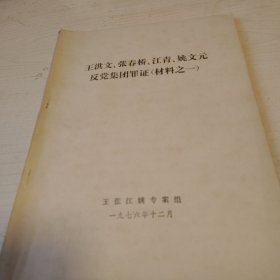 王洪文、张春桥、江青、姚文元
反党集团罪证(材料之一)
王张江姚专案组
一九七六年十二月